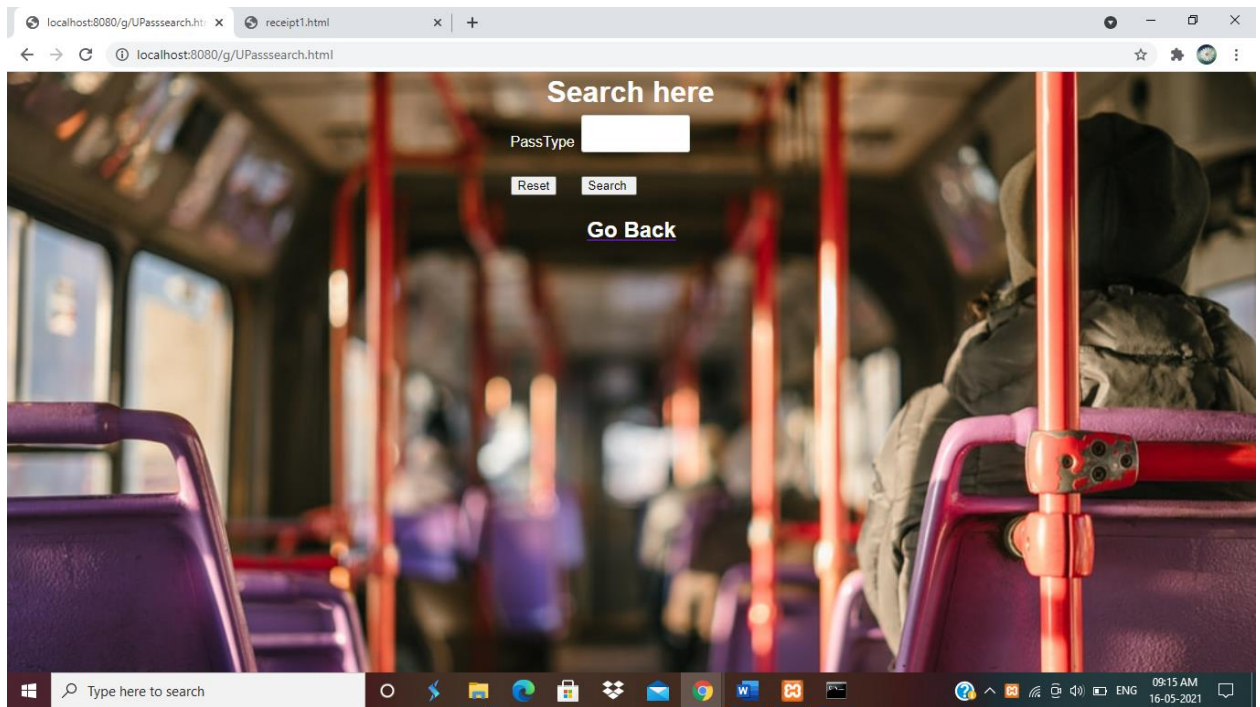 localhost:8080/g/UPasssearch.ht
receipt1.html
localhost:8080/g/UPasssearch.html
Search here
PassType
Reset Search
Go Back
Type here to search
ENG
09:15 AM
16-05-2021